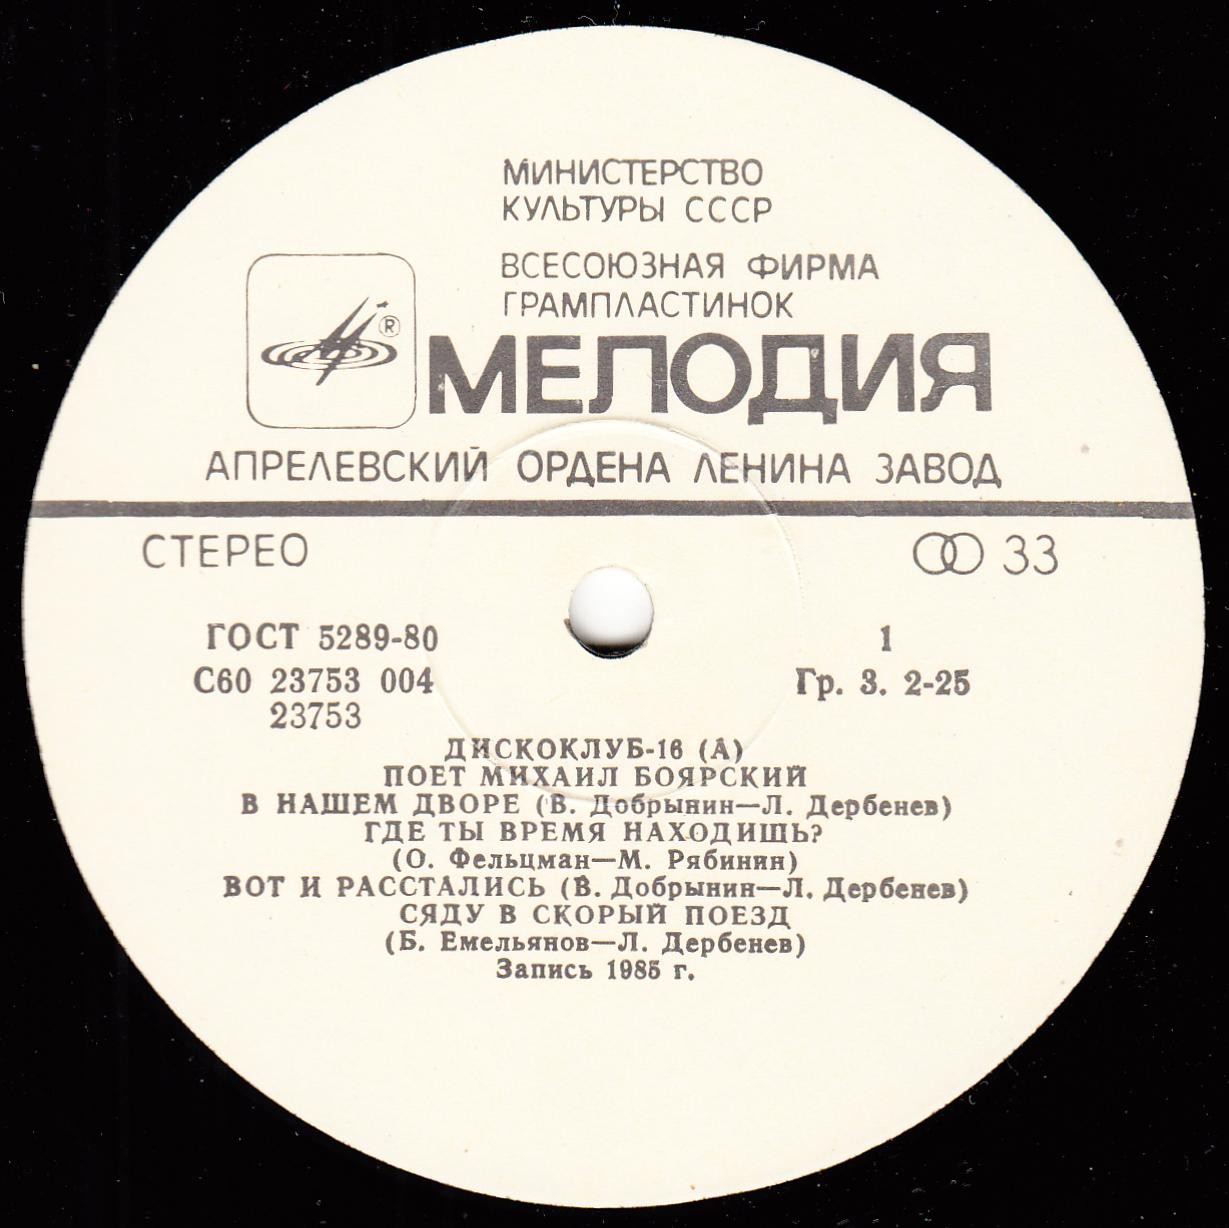 МИНИСТЕРСТВО
КУЛЬТУРЫ СССР
ВСЕСОЮЗНАЯ ФИРМА
ГРАМПЛАСТИНОК
®
МЕЛОДИЯ
АПРЕЛЕВСКИЙ ОРДЕНА ЛЕНИНА ЗАВОД
СТЕРЕО 33
ГОСТ 5289-80 1
С60 23753 004 Гр. 3. 2-25
23753
ДИСКОКЛУБ-16 (А)
ПОЕТ МИХАИЛ БОЯРСКИЙ
В НАШЕМ ДВОРЕ (В. Добрынин—Л. Дербенев)
ГДЕ ТЫ ВРЕМЯ НАХОДИШЬ?
(О. Фельцман—М. Рябинин)
ВОТ И РАССТАЛИСЬ (В. Добрынин—Л. Дербенев)
СЯДУ В СКОРЫЙ ПОЕЗД
(Б. Емельянов—Л. Дербенев)
Запись 1985 г.